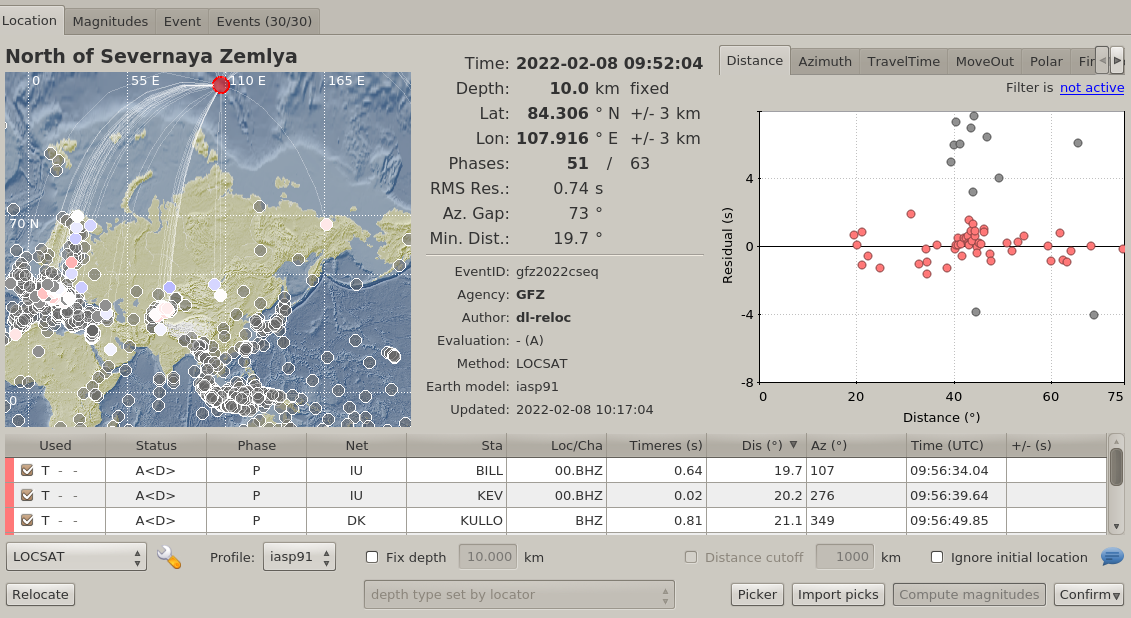 Location Magnitudes Event Events (30/30)
North of Severnaya Zemlya
0 55 E 110 E 165 E
70 N
0
Time: 2022-02-08 09:52:04
Depth: 10.0 km fixed
Lat: 84.306 ° N +/- 3 km
Lon: 107.916 ° E +/- 3 km
Phases: 51 / 63
RMS Res.: 0.74 s
Az. Gap: 73 °
Min. Dist.: 19.7 °
EventID: gfz2022cseq
Agency: GFZ
Author: dl-reloc
Evaluation: - (A)
Method: LOCSAT
Earth model: iasp91
Updated: 2022-02-08 10:17:04
Distance Azimuth TravelTime MoveOut Polar
Filter is not active
Residual (s)
4
0
-4
-8
0 20 40 60 75
Distance (°)
Used Status Phase Net Sta Loc/Cha Timeres (s) Dis (°) ▼ Az (°) Time (UTC) +/- (s)
T - - A<D> P IU BILL 00.BHZ 0.64 19.7 107 09:56:34.04
T - - A<D> P IU KEV 00.BHZ 0.02 20.2 276 09:56:39.64
T - - A<D> P DK KULLO BHZ 0.81 21.1 349 09:56:49.85
LOCSAT Profile: iasp91 Fix depth 10.000 km Distance cutoff 1000 km Ignore initial location
Relocate depth type set by locator Picker Import picks Compute magnitudes Confirm